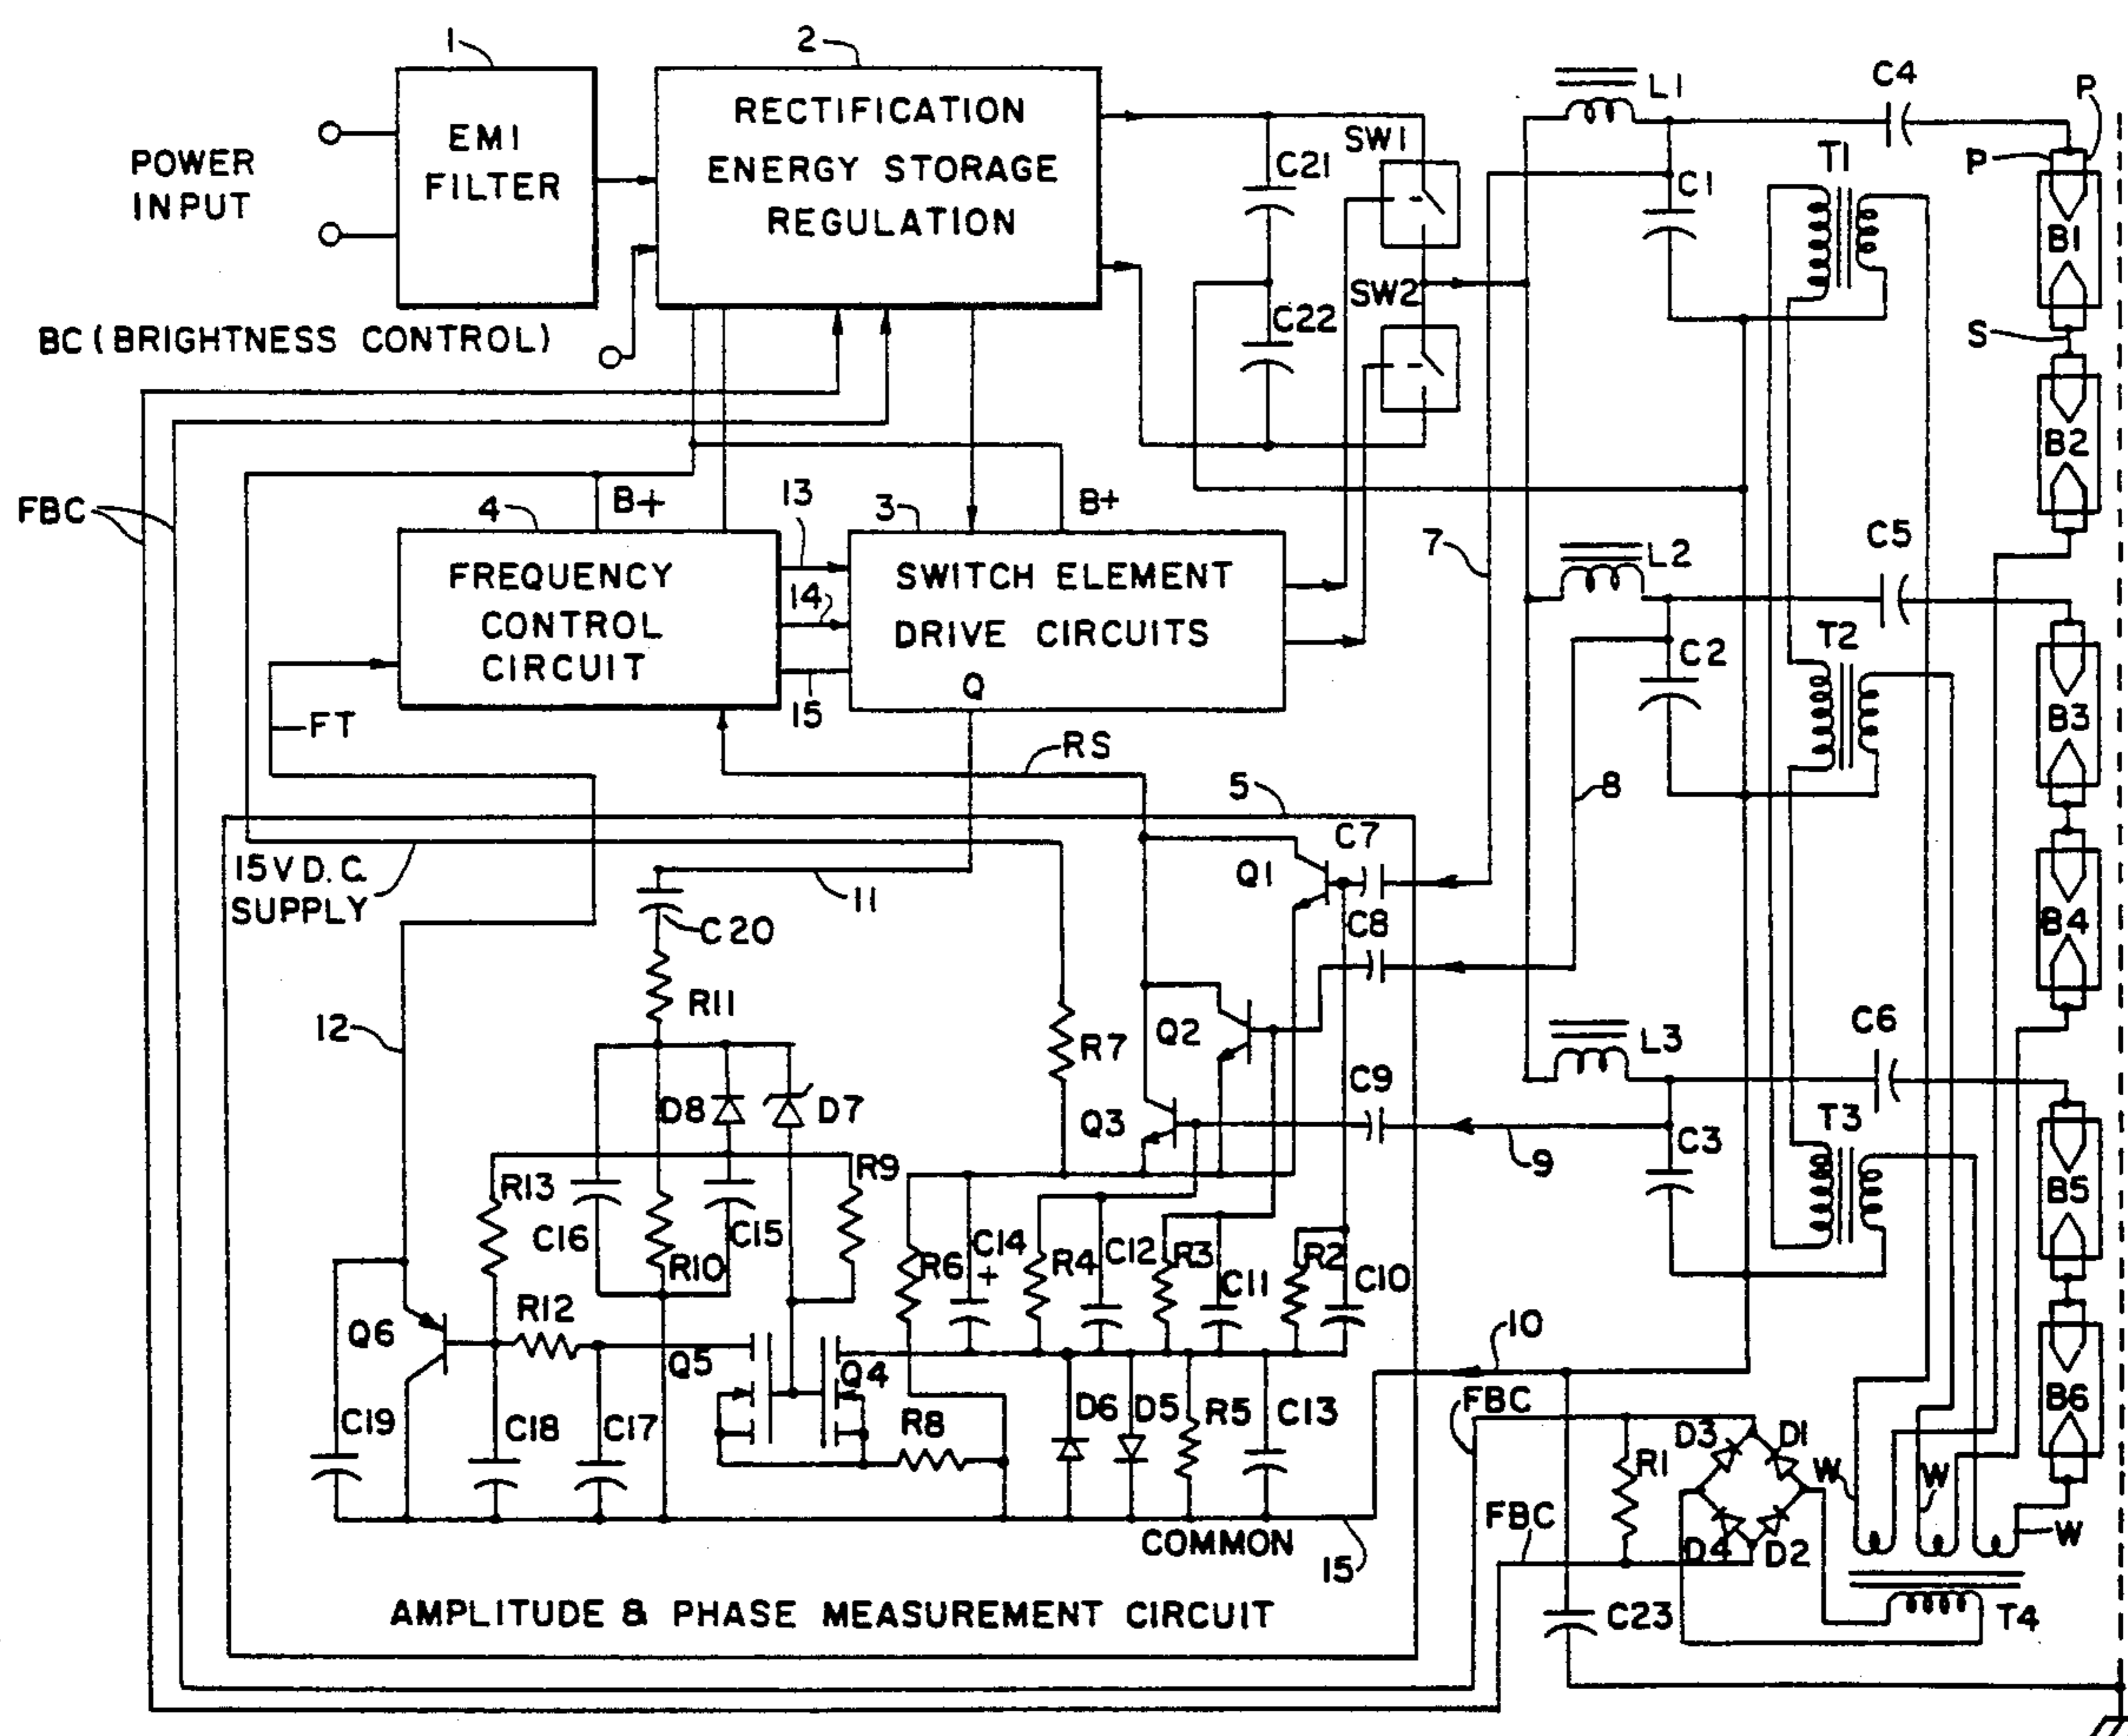 1
2
EMI
FILTER
RECTIFICATION
ENERGY STORAGE
REGULATION
POWER
INPUT
BC (BRIGHTNESS CONTROL)
C21
C22
SW1
SW2
L1
C4
P
P
T1
C1
B1
S
B2
FBC
4
B+
13
3
B+
7
L2
C5
FREQUENCY
CONTROL
CIRCUIT
14
15
SWITCH ELEMENT
DRIVE CIRCUITS
Q
T2
C2
B3
FT
RS
5
8
15V D.C.
SUPPLY
11
C20
C7
Q1
C8
B4
R11
12
R7
Q2
L3
C6
D8
D7
Q3
C9
9
T3
C3
R13
C16
R10
C15
R9
R6
C14
+
R4
C12
R3
C11
R2
C10
B5
Q6
R12
Q5
Q4
10
FBC
B6
C19
C18
C17
R8
D6
D5
R5
C13
D3
D1
R1
W
W
W
FBC
D4
D2
COMMON
15
AMPLITUDE & PHASE MEASUREMENT CIRCUIT
C23
T4